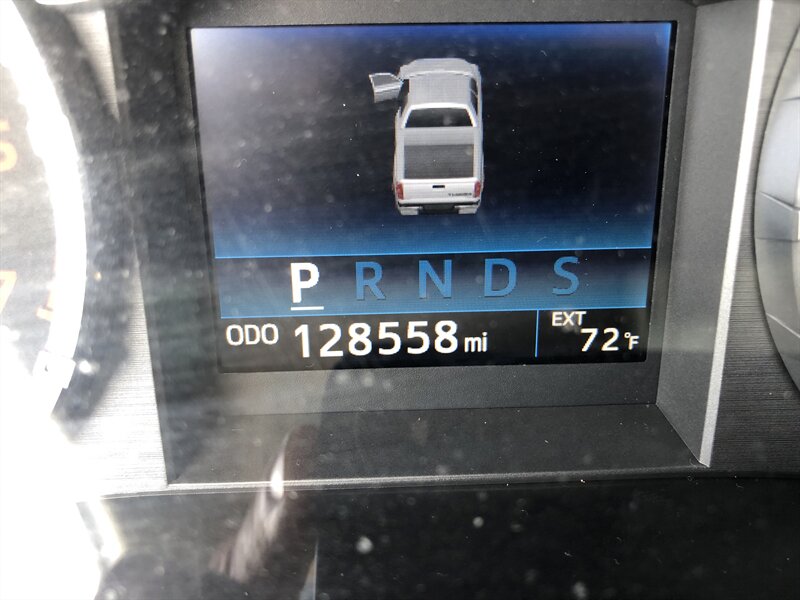 P R N D S
ODO 128558 mi
EXT
72°F